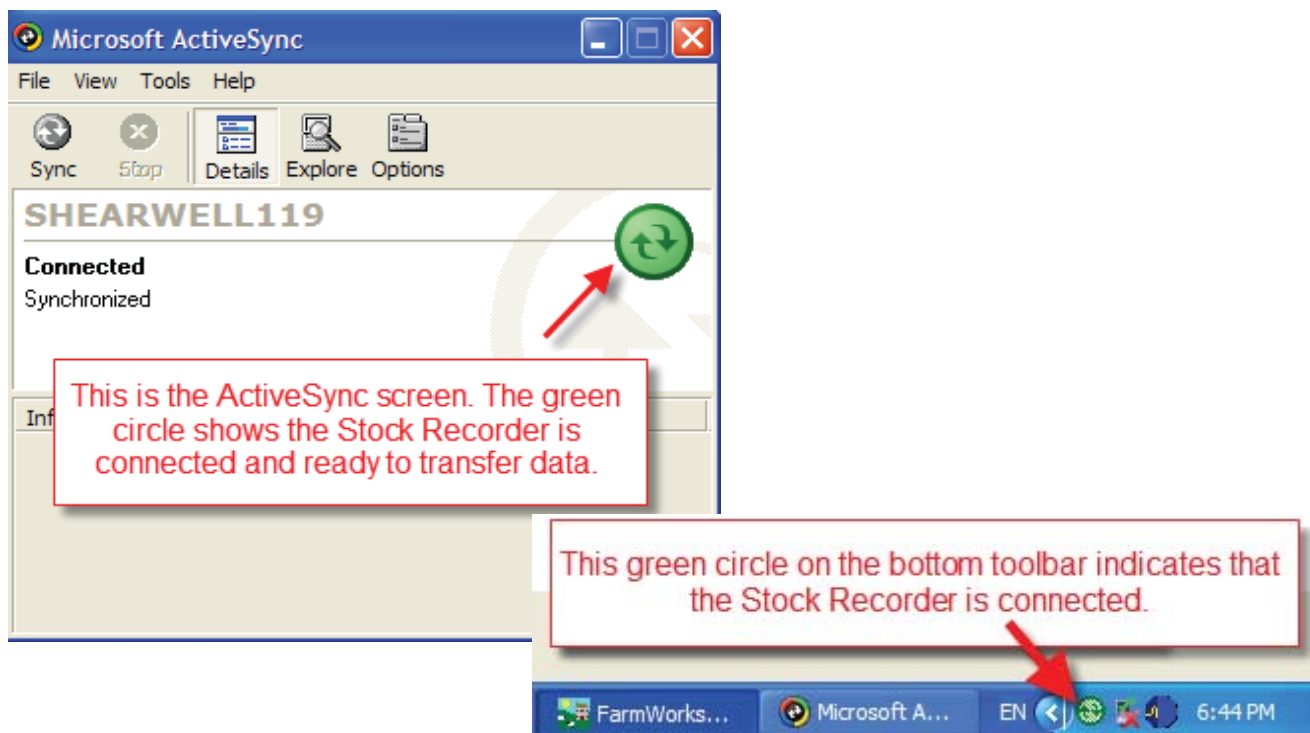 Microsoft ActiveSync
File View Tools Help
Sync Stop Details Explore Options
SHEARWELL119
Connected
Synchronized
This is the ActiveSync screen. The green
circle shows the Stock Recorder is
connected and ready to transfer data.
Inf
This green circle on the bottom toolbar indicates that
the Stock Recorder is connected.
FarmWorks... Microsoft A... EN 6:44 PM